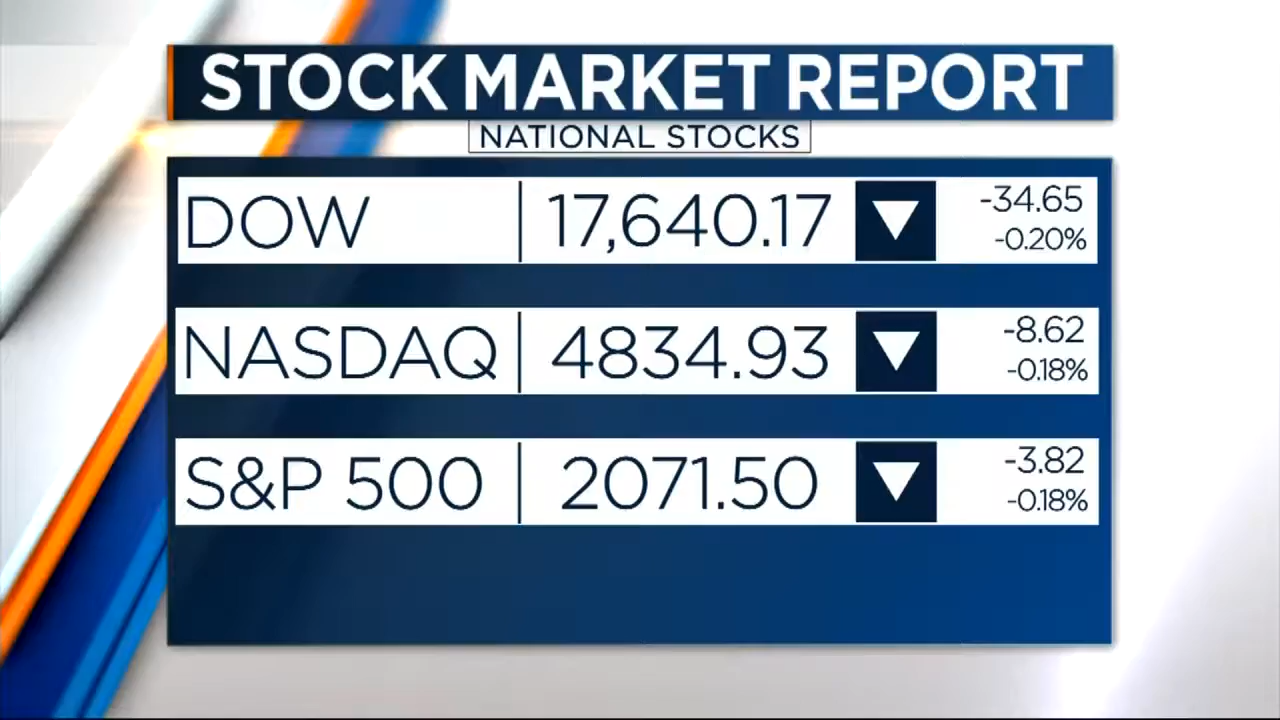 STOCK MARKET REPORT
NATIONAL STOCKS
DOW 17,640.17 -34.65
-0.20%
NASDAQ 4834.93 -8.62
-0.18%
S&P 500 2071.50 -3.82
-0.18%